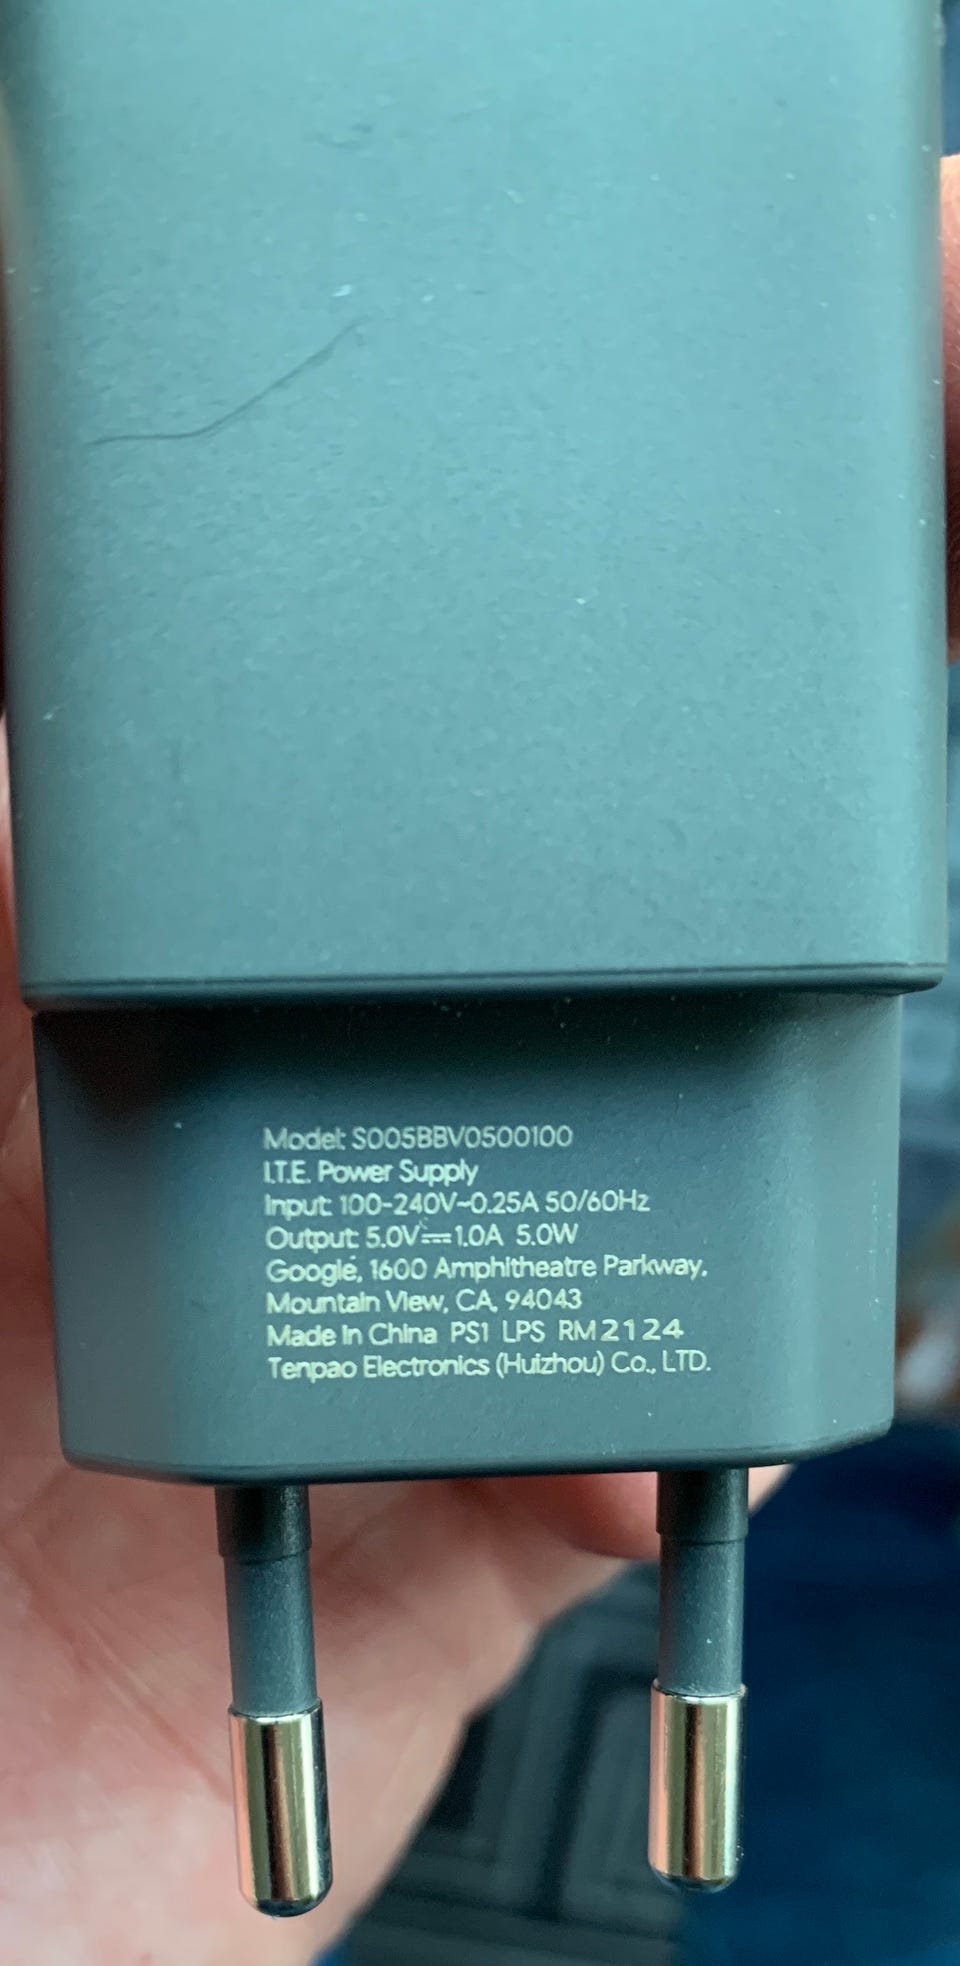 Model: S005BBV0500100
I.T.E. Power Supply
Input: 100-240V~0.25A 50/60Hz
Output: 5.0V⎓1.0A 5.0W
Google, 1600 Amphitheatre Parkway,
Mountain View, CA, 94043
Made In China PS1 LPS RM2124
Tenpao Electronics (Huizhou) Co., LTD.